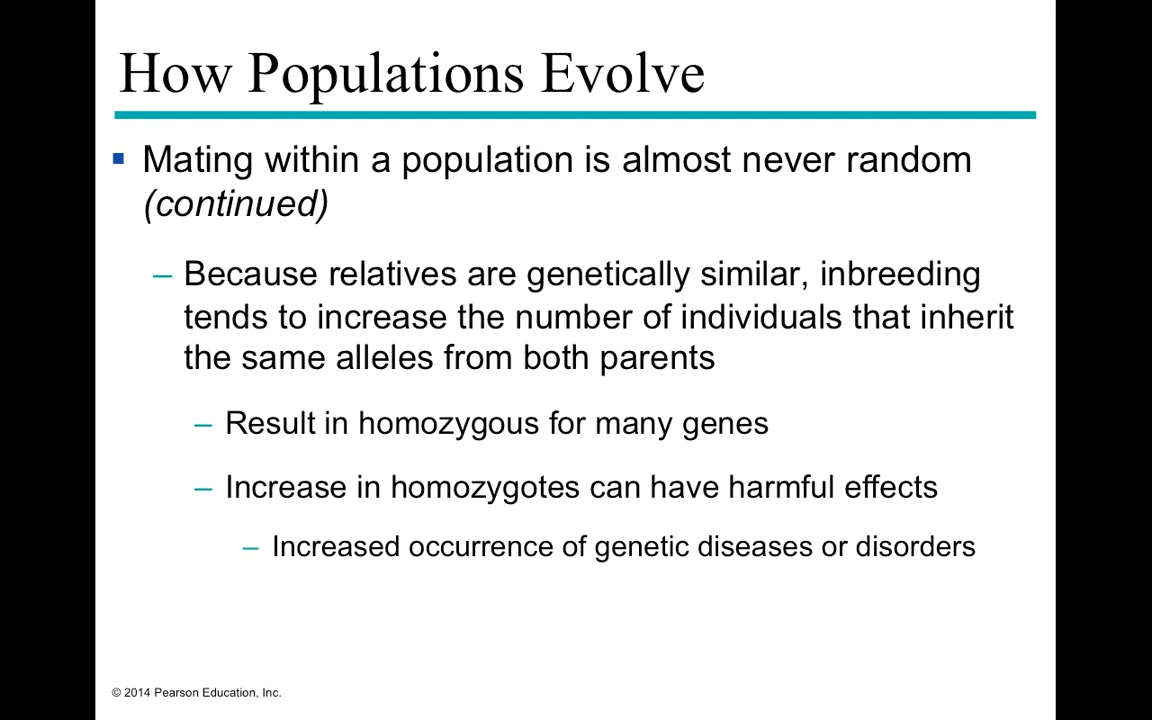 How Populations Evolve
▪ Mating within a population is almost never random
(continued)
– Because relatives are genetically similar, inbreeding
tends to increase the number of individuals that inherit
the same alleles from both parents
– Result in homozygous for many genes
– Increase in homozygotes can have harmful effects
– Increased occurrence of genetic diseases or disorders
© 2014 Pearson Education, Inc.